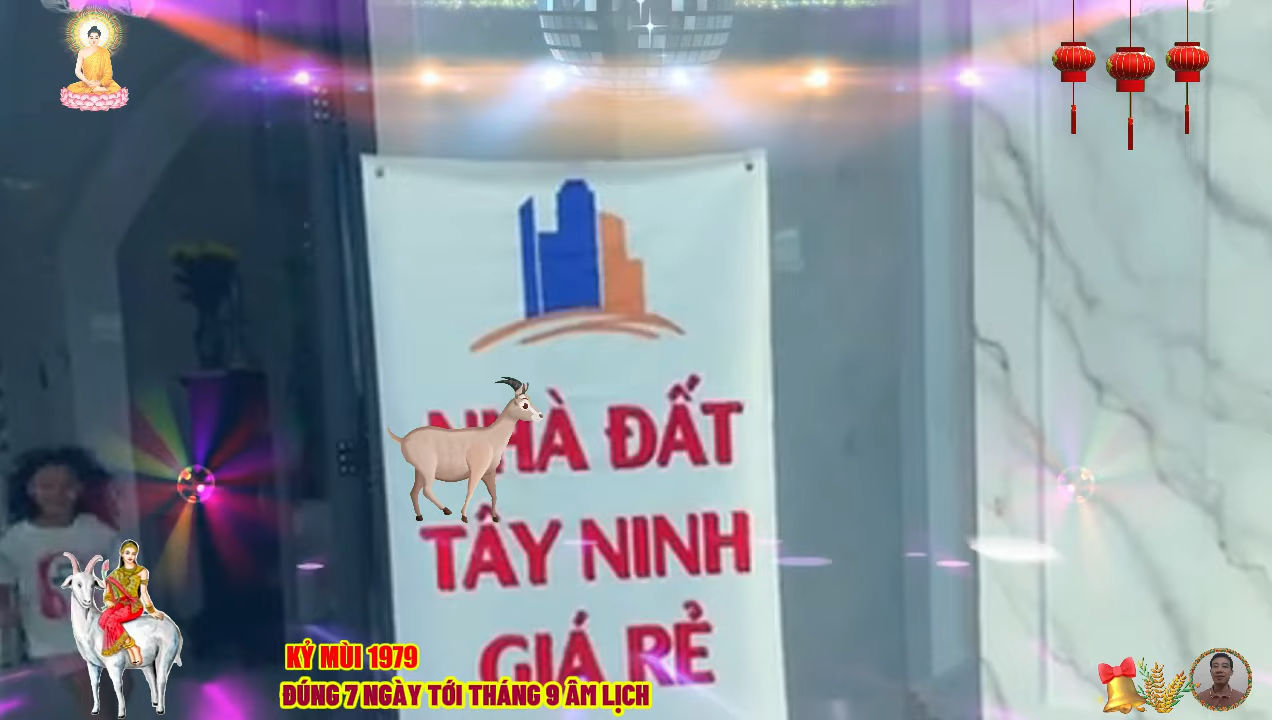 NHÀ ĐẤT
TÂY NINH
GIÁ RẺ
KỶ MÙI 1979
ĐÚNG 7 NGÀY TỚI THÁNG 9 ÂM LỊCH